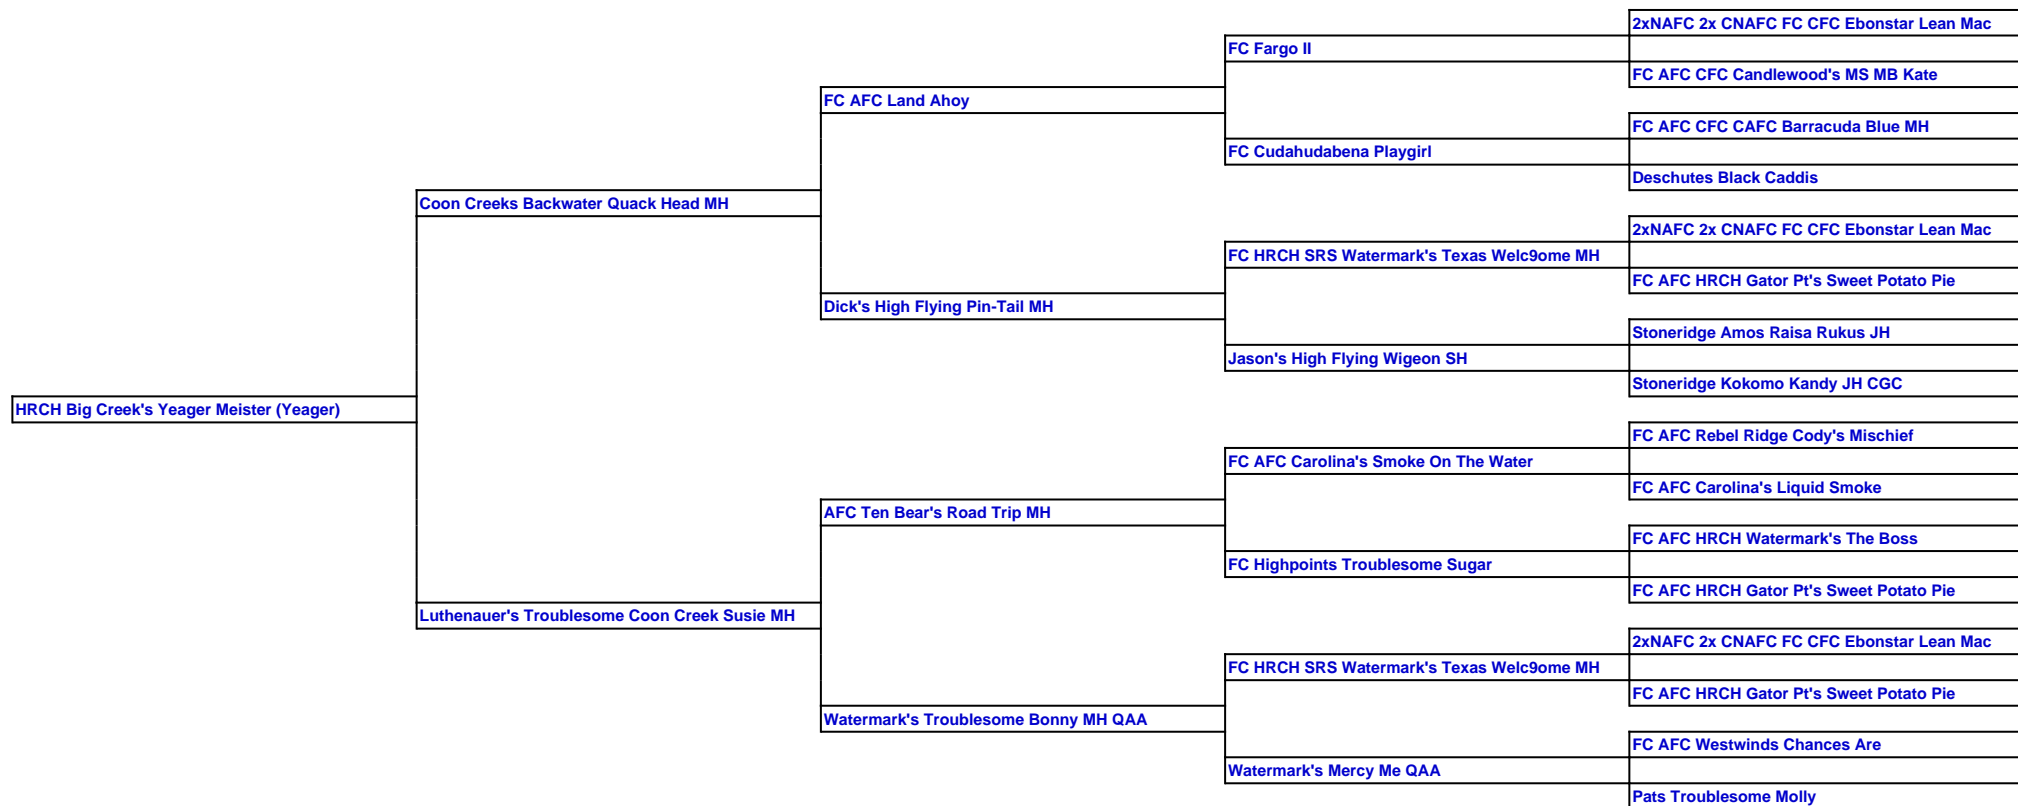 2xNAFC 2x CNAFC FC CFC Ebonstar Lean Mac
FC Fargo II
FC AFC CFC Candlewood's MS MB Kate
FC AFC Land Ahoy
FC AFC CFC CAFC Barracuda Blue MH
FC Cudahudabena Playgirl
Deschutes Black Caddis
Coon Creeks Backwater Quack Head MH
2xNAFC 2x CNAFC FC CFC Ebonstar Lean Mac
FC HRCH SRS Watermark's Texas Welc9ome MH
FC AFC HRCH Gator Pt's Sweet Potato Pie
Dick's High Flying Pin-Tail MH
Stoneridge Amos Raisa Rukus JH
Jason's High Flying Wigeon SH
Stoneridge Kokomo Kandy JH CGC
HRCH Big Creek's Yeager Meister (Yeager)
FC AFC Rebel Ridge Cody's Mischief
FC AFC Carolina's Smoke On The Water
FC AFC Carolina's Liquid Smoke
AFC Ten Bear's Road Trip MH
FC AFC HRCH Watermark's The Boss
FC Highpoints Troublesome Sugar
FC AFC HRCH Gator Pt's Sweet Potato Pie
Luthenauer's Troublesome Coon Creek Susie MH
2xNAFC 2x CNAFC FC CFC Ebonstar Lean Mac
FC HRCH SRS Watermark's Texas Welc9ome MH
FC AFC HRCH Gator Pt's Sweet Potato Pie
Watermark's Troublesome Bonny MH QAA
FC AFC Westwinds Chances Are
Watermark's Mercy Me QAA
Pats Troublesome Molly